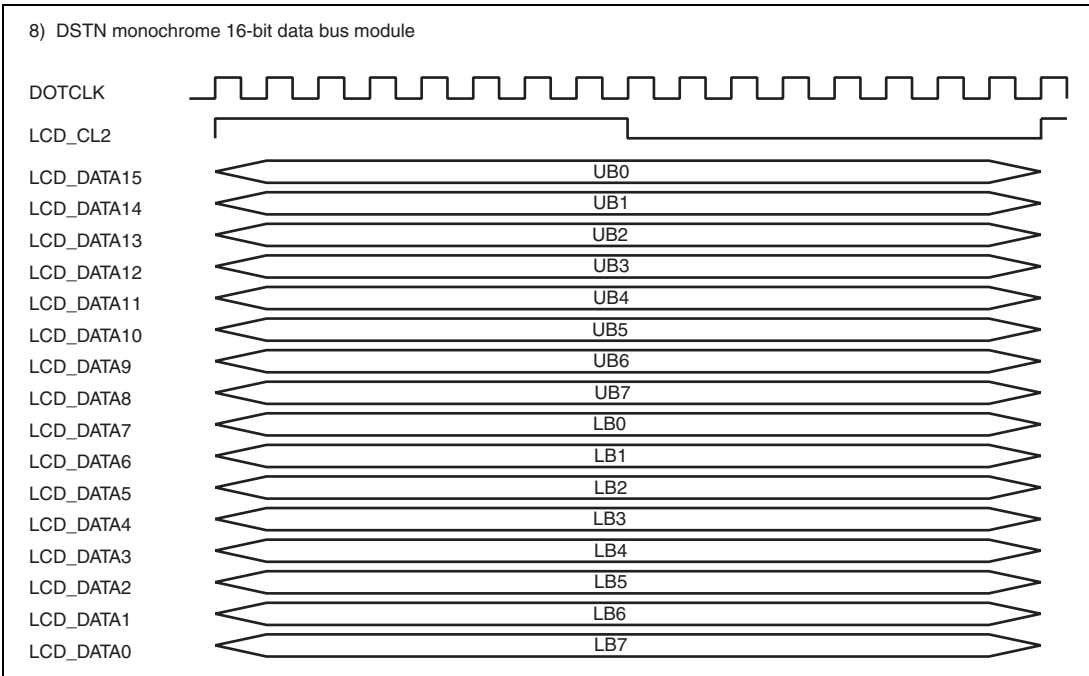 8) DSTN monochrome 16-bit data bus module
DOTCLK
LCD_CL2
LCD_DATA15 UB0
LCD_DATA14 UB1
LCD_DATA13 UB2
LCD_DATA12 UB3
LCD_DATA11 UB4
LCD_DATA10 UB5
LCD_DATA9 UB6
LCD_DATA8 UB7
LCD_DATA7 LB0
LCD_DATA6 LB1
LCD_DATA5 LB2
LCD_DATA4 LB3
LCD_DATA3 LB4
LCD_DATA2 LB5
LCD_DATA1 LB6
LCD_DATA0 LB7